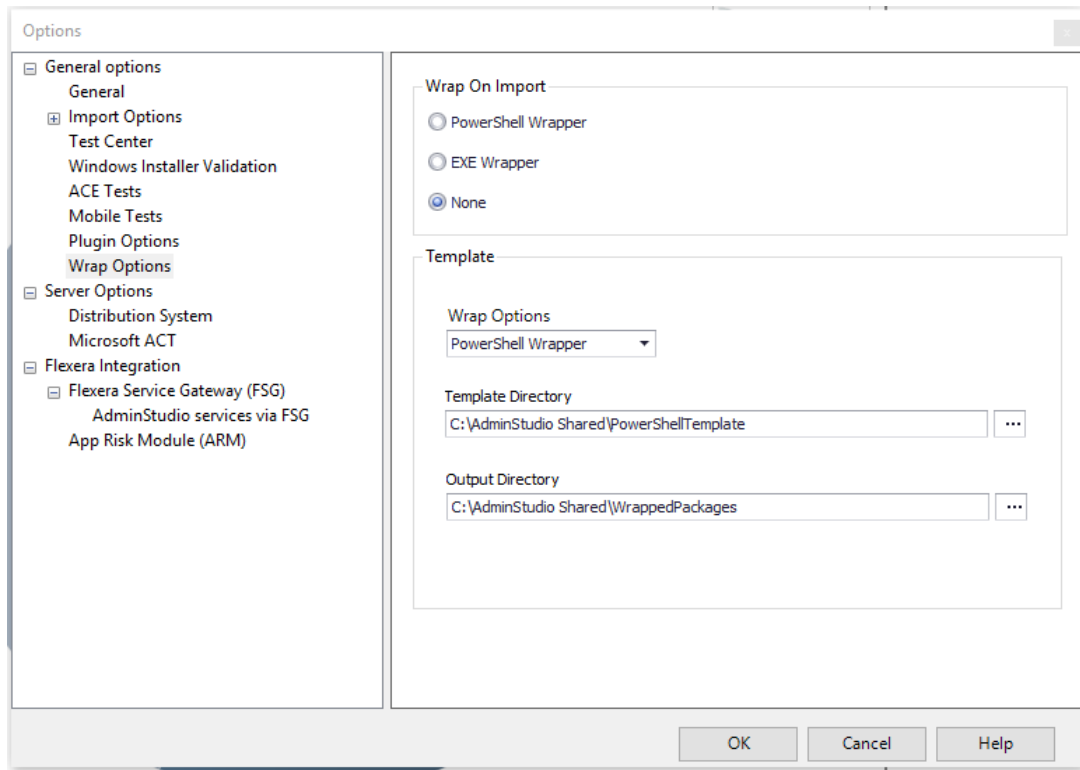 Options
x
General options
General
Import Options
Test Center
Windows Installer Validation
ACE Tests
Mobile Tests
Plugin Options
Wrap Options
Server Options
Distribution System
Microsoft ACT
Flexera Integration
Flexera Service Gateway (FSG)
AdminStudio services via FSG
App Risk Module (ARM)
Wrap On Import
PowerShell Wrapper
EXE Wrapper
None
Template
Wrap Options
PowerShell Wrapper
Template Directory
C:\AdminStudio Shared\PowerShellTemplate
...
Output Directory
C:\AdminStudio Shared\WrappedPackages
...
OK
Cancel
Help